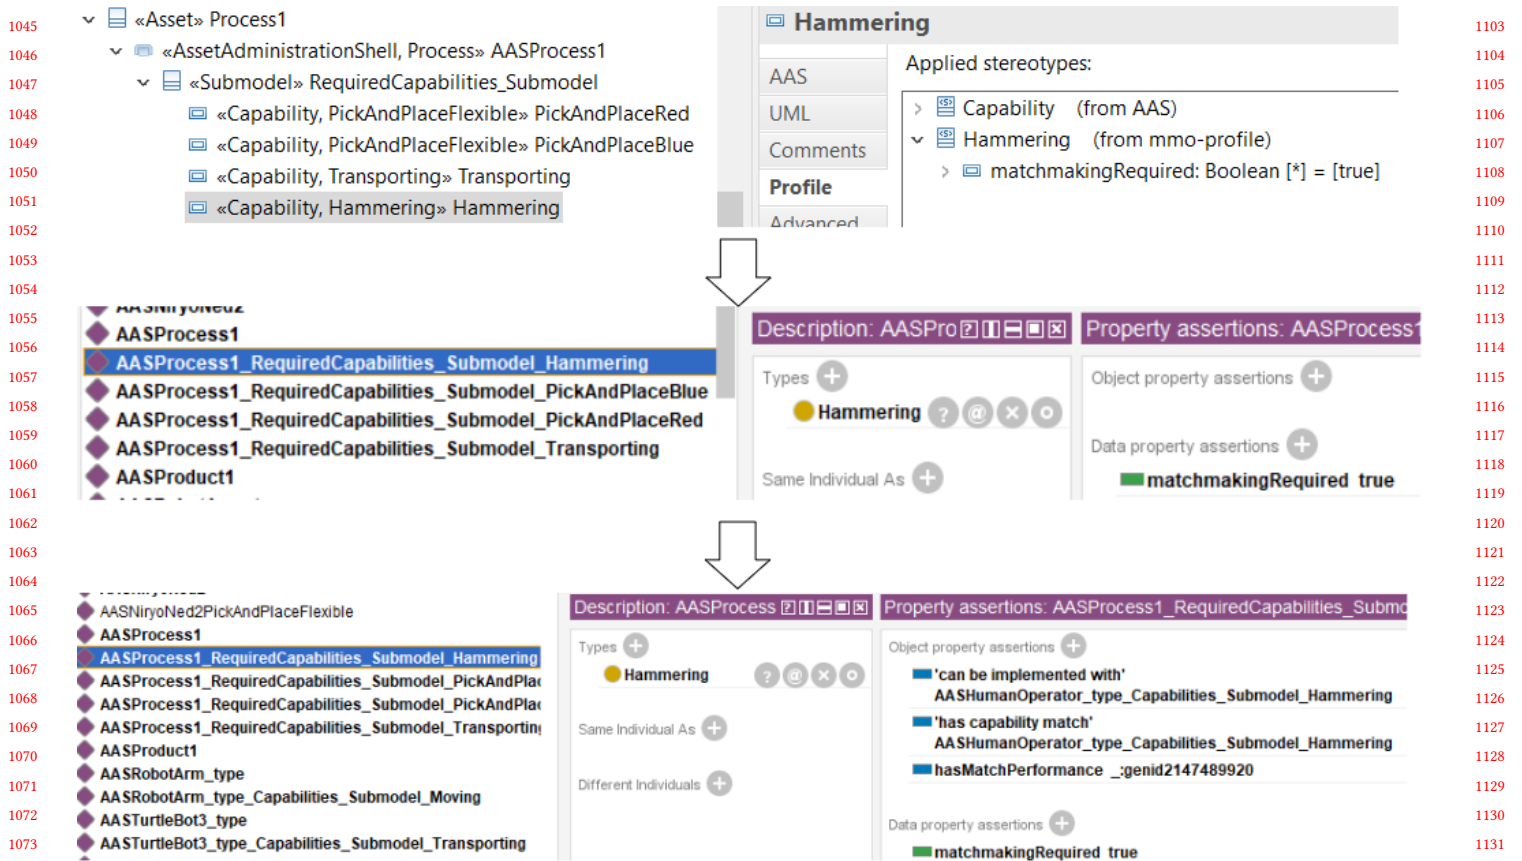 1045
1046
1047
1048
1049
1050
1051
1052
1053
1054
1055
1056
1057
1058
1059
1060
1061
1062
1063
1064
1065
1066
1067
1068
1069
1070
1071
1072
1073
«Asset» Process1
«AssetAdministrationShell, Process» AASProcess1
«Submodel» RequiredCapabilities_Submodel
«Capability, PickAndPlaceFlexible» PickAndPlaceRed
«Capability, PickAndPlaceFlexible» PickAndPlaceBlue
«Capability, Transporting» Transporting
«Capability, Hammering» Hammering
Hammering
AAS
UML
Comments
Profile
Advanced
Applied stereotypes:
Capability (from AAS)
Hammering (from mmo-profile)
matchmakingRequired: Boolean [*] = [true]
AASNiryoNed2
AASProcess1
AASProcess1_RequiredCapabilities_Submodel_Hammering
AASProcess1_RequiredCapabilities_Submodel_PickAndPlaceBlue
AASProcess1_RequiredCapabilities_Submodel_PickAndPlaceRed
AASProcess1_RequiredCapabilities_Submodel_Transporting
AASProduct1
Description: AASPro
Types
Hammering
Same Individual As
Property assertions: AASProcess1
Object property assertions
Data property assertions
matchmakingRequired true
AASNiryoNed2PickAndPlaceFlexible
AASProcess1
AASProcess1_RequiredCapabilities_Submodel_Hammering
AASProcess1_RequiredCapabilities_Submodel_PickAndPlac
AASProcess1_RequiredCapabilities_Submodel_PickAndPlac
AASProcess1_RequiredCapabilities_Submodel_Transporting
AASProduct1
AASRobotArm_type
AASRobotArm_type_Capabilities_Submodel_Moving
AASTurtleBot3_type
AASTurtleBot3_type_Capabilities_Submodel_Transporting
Description: AASProcess
Types
Hammering
Same Individual As
Different Individuals
Property assertions: AASProcess1_RequiredCapabilities_Submo
Object property assertions
'can be implemented with'
AASHumanOperator_type_Capabilities_Submodel_Hammering
'has capability match'
AASHumanOperator_type_Capabilities_Submodel_Hammering
hasMatchPerformance _:genid2147489920
Data property assertions
matchmakingRequired true
1103
1104
1105
1106
1107
1108
1109
1110
1111
1112
1113
1114
1115
1116
1117
1118
1119
1120
1121
1122
1123
1124
1125
1126
1127
1128
1129
1130
1131